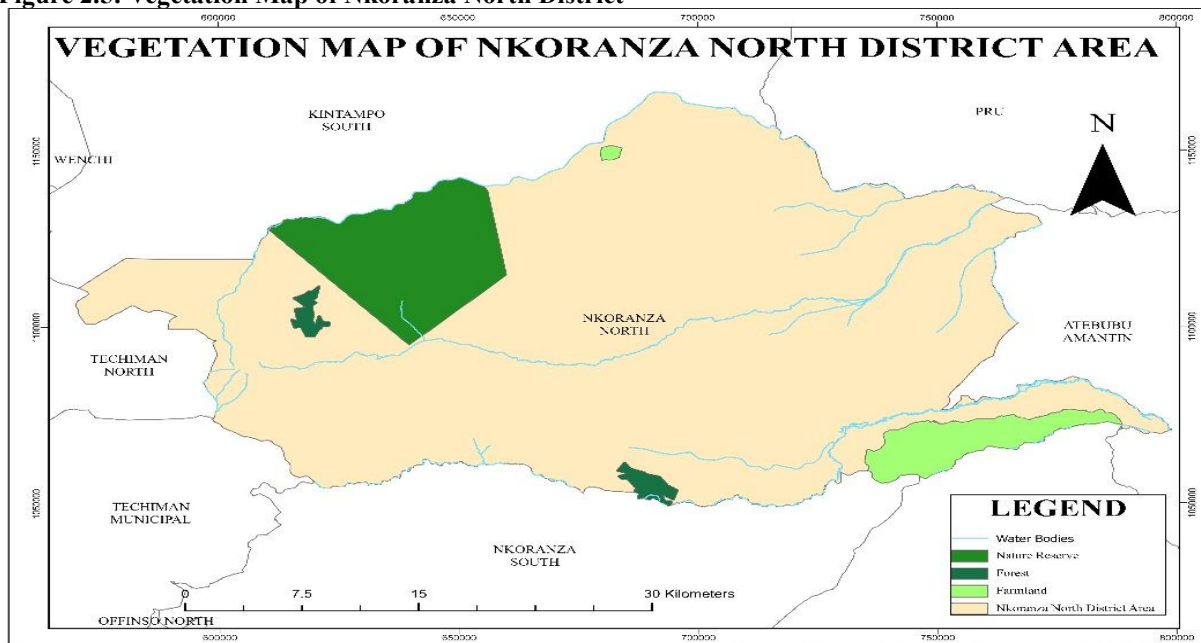 Figure 2.3: Vegetation Map of Nkoranza North District
600000 650000 700000 750000 800000
VEGETATION MAP OF NKORANZA NORTH DISTRICT AREA
KINTAMPO
SOUTH
PRU
N
WENCHI
1150000
1150000
NKORANZA
NORTH
1100000
1100000
ATEBUBU
AMANTIN
TECHIMAN
NORTH
TECHIMAN
MUNICIPAL
1050000
1050000
NKORANZA
SOUTH
LEGEND
Water Bodies
Nature Reserve
Forest
Farmland
Nkoranza North District Area
0 7.5 15 30 Kilometers
OFFINSO NORTH
600000 650000 700000 750000 800000